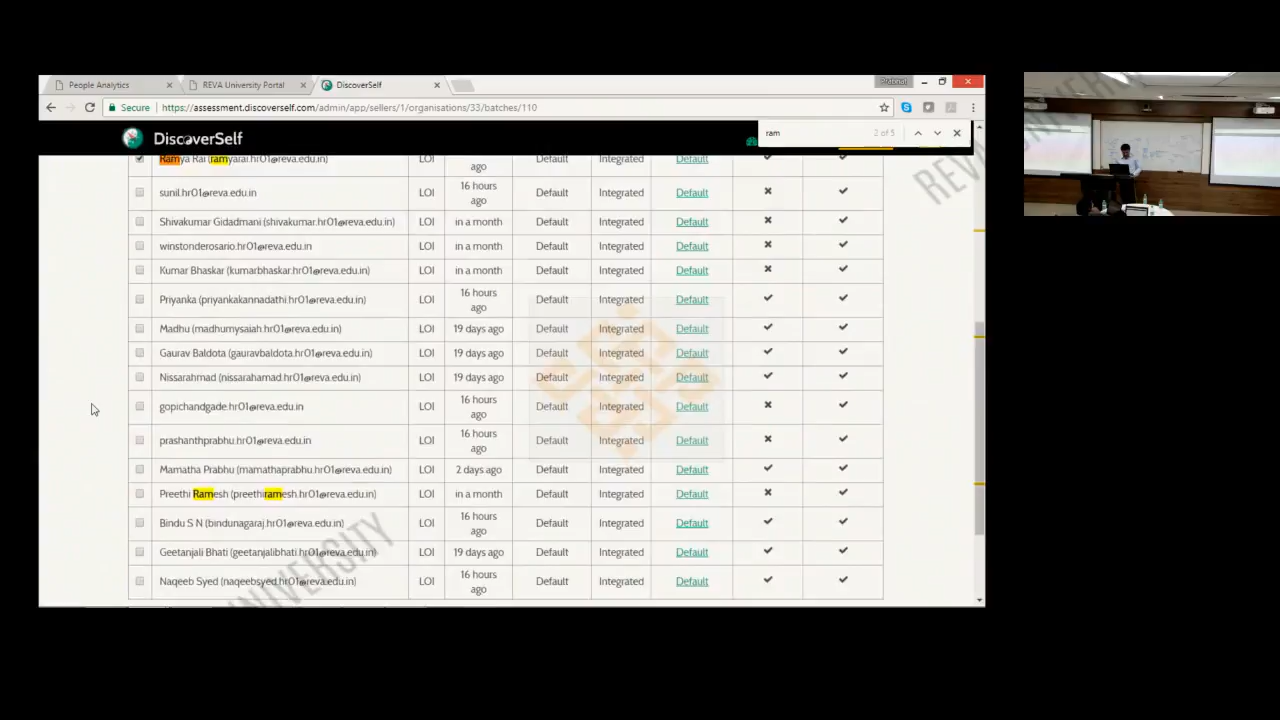 People Analytics
REVA University Portal
DiscoverSelf
Secure https://assessment.discoverself.com/admin/app/sellers/1/organisations/33/batches/110
DiscoverSelf
ram 2 of 5
Ramya Rai (ramyarai.hr01@reva.edu.in) LOI ago Default Integrated Default
sunil.hr01@reva.edu.in LOI 16 hours ago Default Integrated Default
Shivakumar Gidadmani (shivakumar.hr01@reva.edu.in) LOI in a month Default Integrated Default
winstonderosario.hr01@reva.edu.in LOI in a month Default Integrated Default
Kumar Bhaskar (kumarbhaskar.hr01@reva.edu.in) LOI in a month Default Integrated Default
Priyanka (priyankakannadathi.hr01@reva.edu.in) LOI 16 hours ago Default Integrated Default
Madhu (madhumysaiah.hr01@reva.edu.in) LOI 19 days ago Default Integrated Default
Gaurav Baldota (gauravbaldota.hr01@reva.edu.in) LOI 19 days ago Default Integrated Default
Nissarahmad (nissarahamad.hr01@reva.edu.in) LOI 19 days ago Default Integrated Default
gopichandgade.hr01@reva.edu.in LOI 16 hours ago Default Integrated Default
prashanthprabhu.hr01@reva.edu.in LOI 16 hours ago Default Integrated Default
Mamatha Prabhu (mamathaprabhu.hr01@reva.edu.in) LOI 2 days ago Default Integrated Default
Preethi Ramesh (preethiramesh.hr01@reva.edu.in) LOI in a month Default Integrated Default
Bindu S N (bindunagaraj.hr01@reva.edu.in) LOI 16 hours ago Default Integrated Default
Geetanjali Bhati (geetanjalibhati.hr01@reva.edu.in) LOI 19 days ago Default Integrated Default
Naqeeb Syed (naqeebsyed.hr01@reva.edu.in) LOI 16 hours ago Default Integrated Default